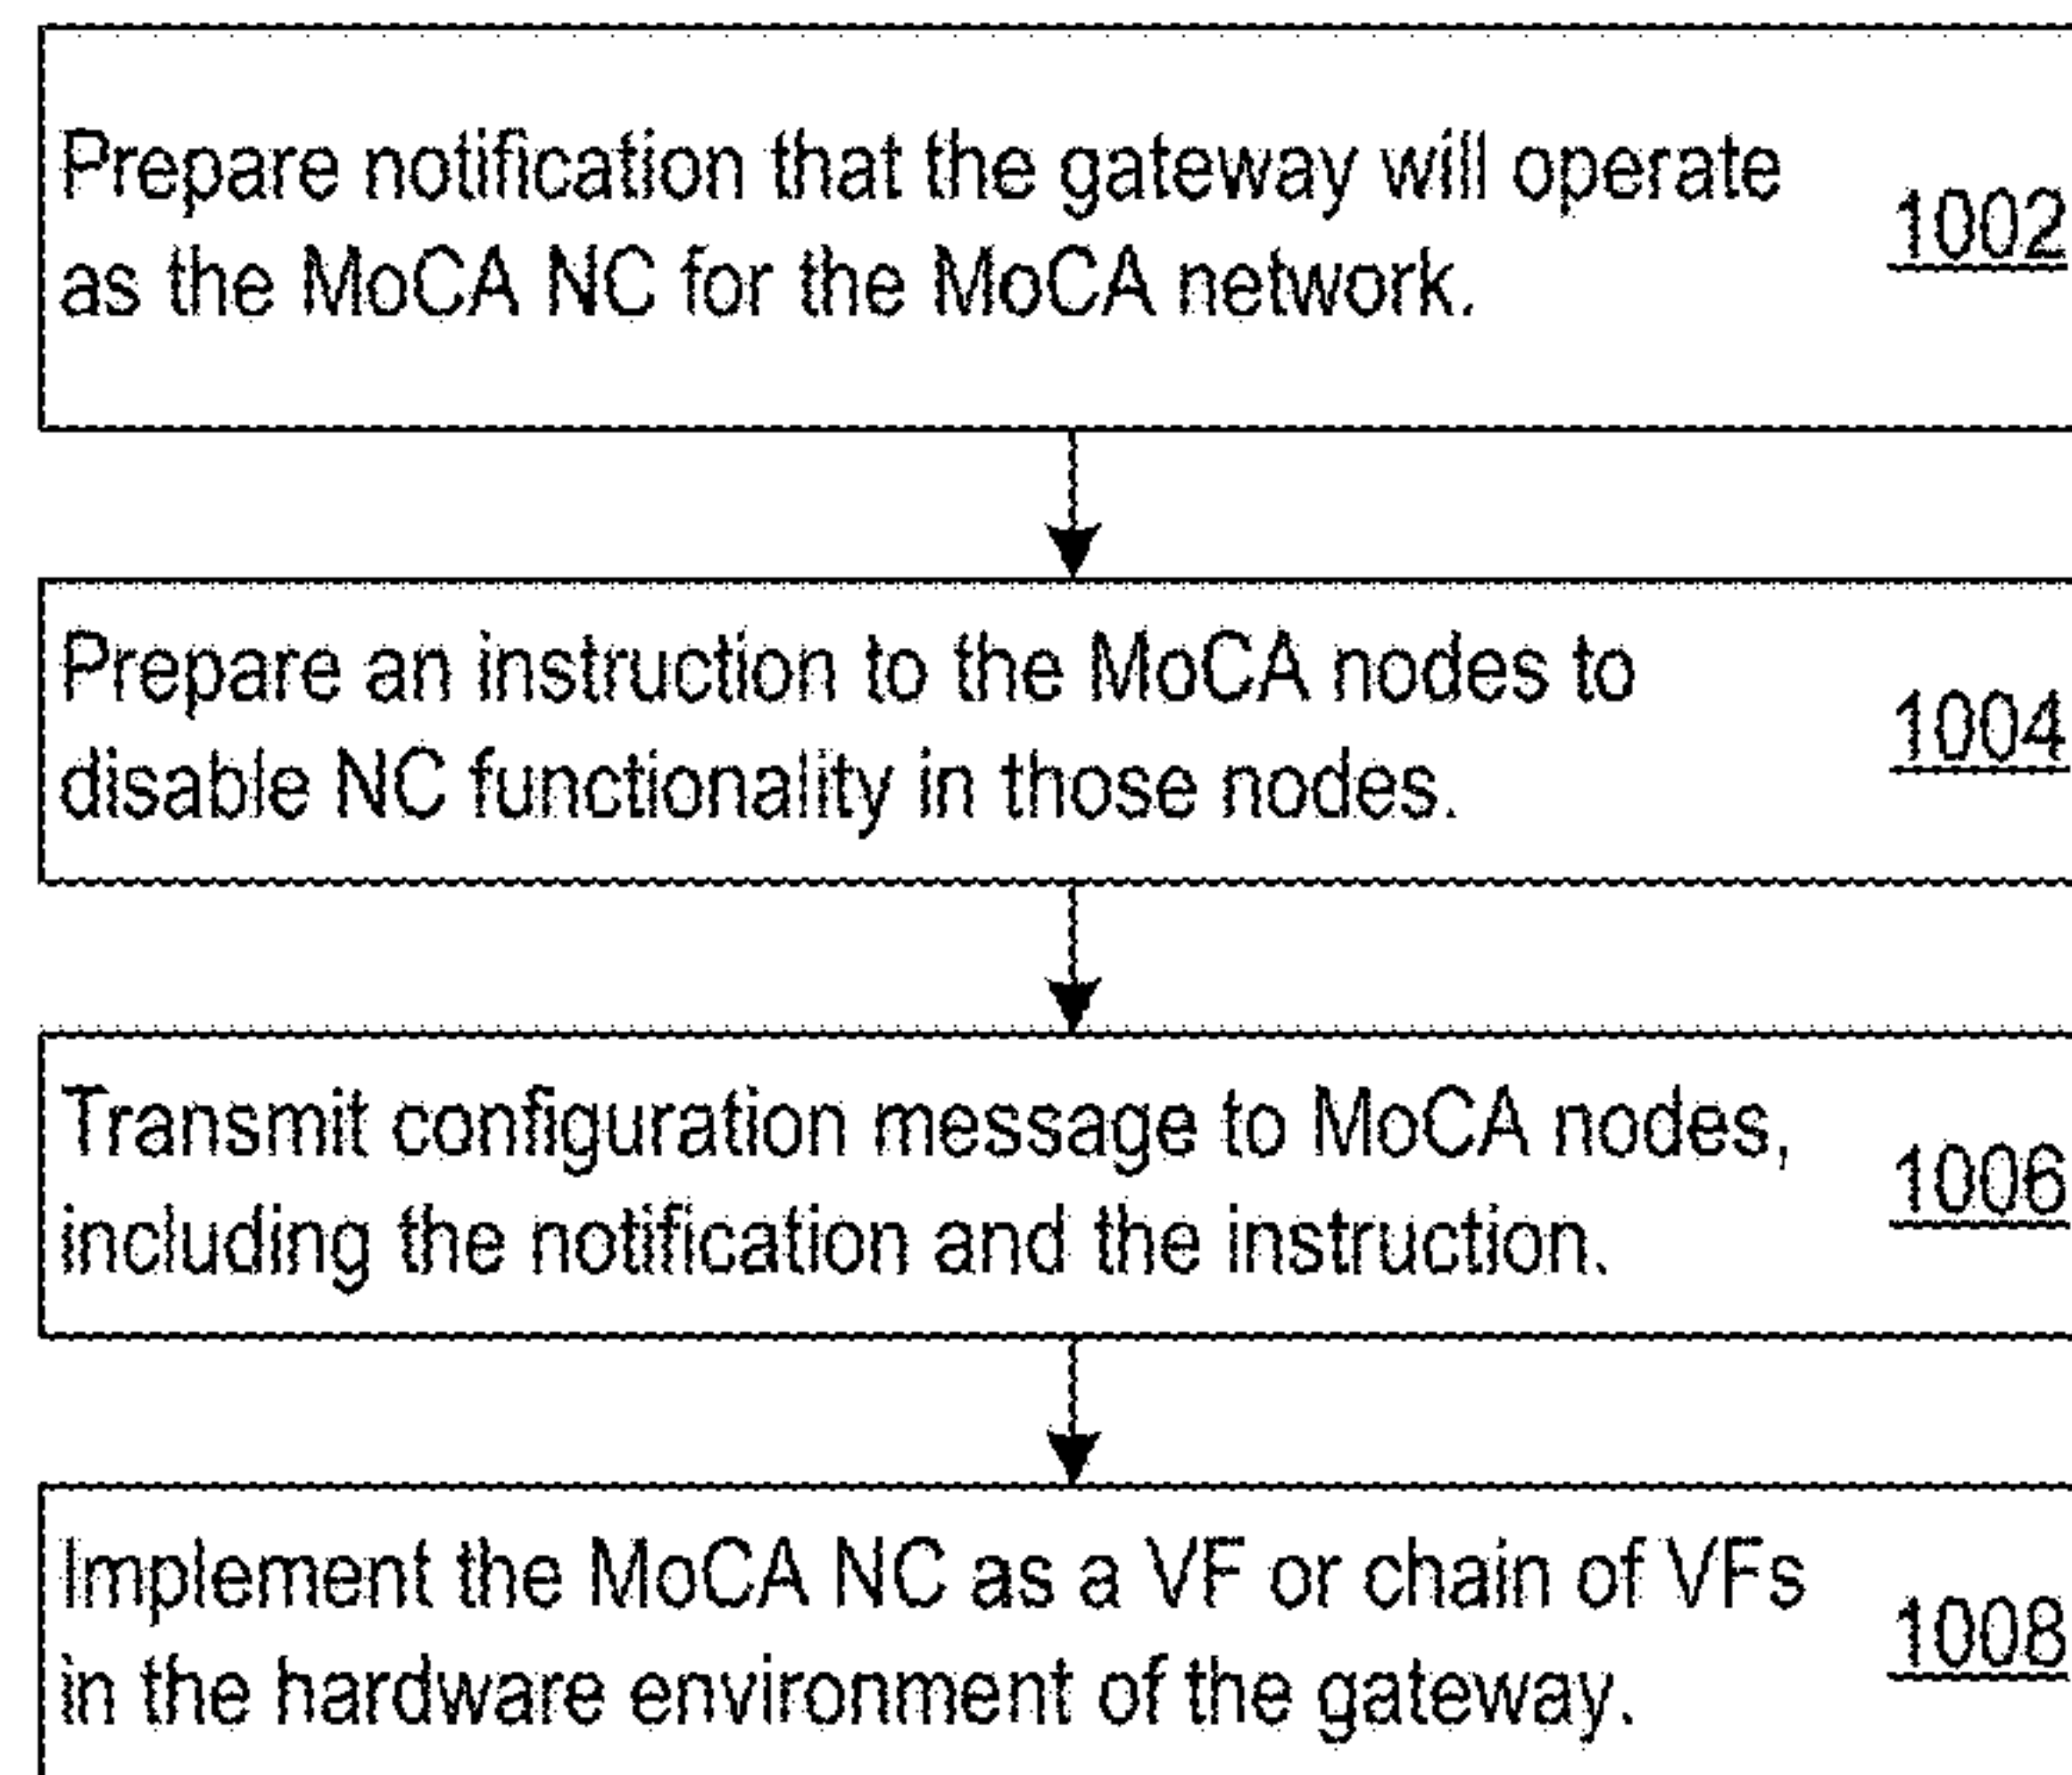 Prepare notification that the gateway will operate
as the MoCA NC for the MoCA network.
1002
Prepare an instruction to the MoCA nodes to
disable NC functionality in those nodes.
1004
Transmit configuration message to MoCA nodes,
including the notification and the instruction.
1006
Implement the MoCA NC as a VF or chain of VFs
in the hardware environment of the gateway.
1008